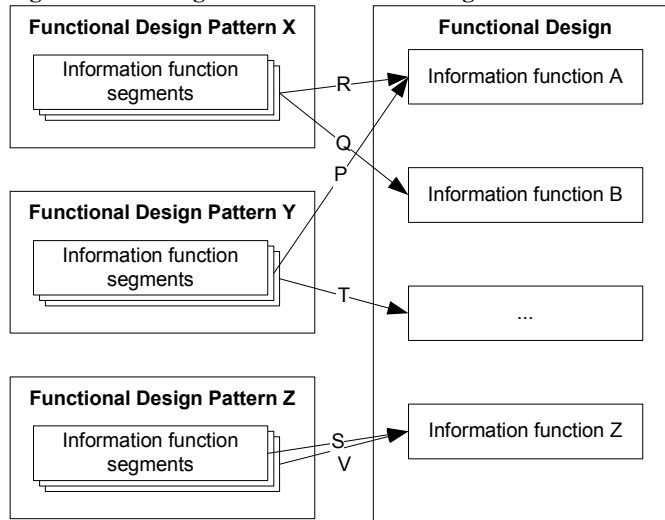 Functional Design Pattern X
Information function
segments
Functional Design Pattern Y
Information function
segments
Functional Design Pattern Z
Information function
segments
R
Q
P
T
S
V
Functional Design
Information function A
Information function B
...
Information function Z